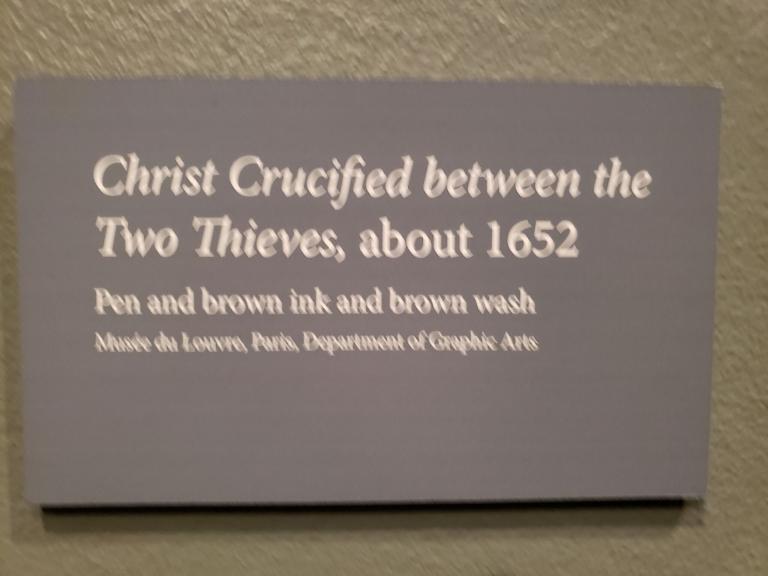 Christ Crucified between the
Two Thieves, about 1652
Pen and brown ink and brown wash
Musée du Louvre, Paris, Department of Graphic Arts